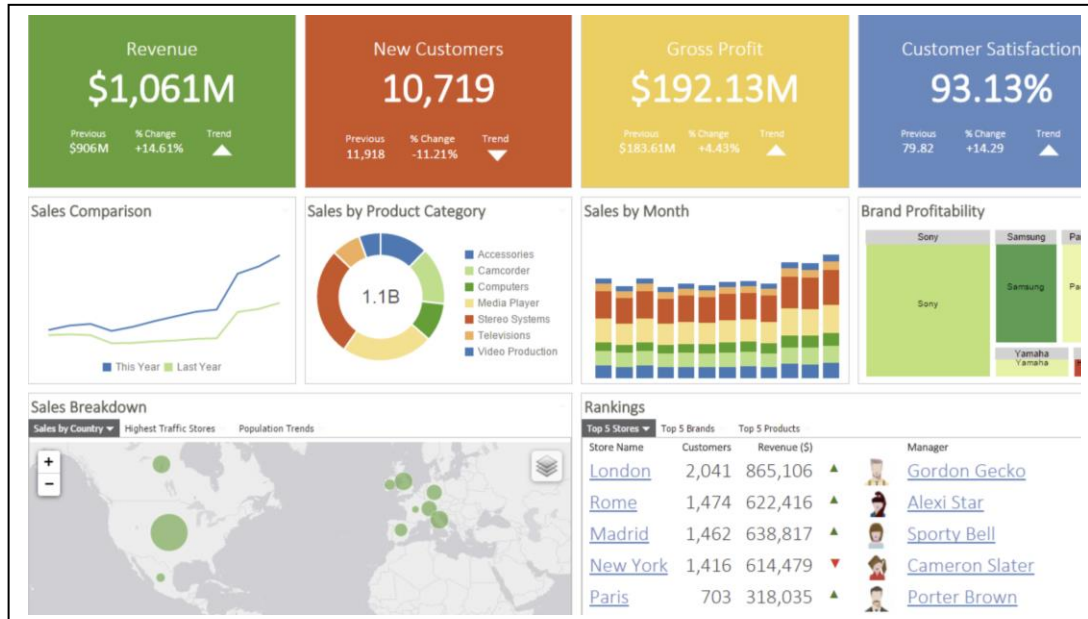 Revenue
$1,061M
Previous % Change Trend
$906M +14.61%
New Customers
10,719
Previous % Change Trend
11,918 -11.21%
Gross Profit
$192.13M
Previous % Change Trend
$183.61M +4.43%
Customer Satisfaction
93.13%
Previous % Change Trend
79.82 +14.29
Sales Comparison
This Year Last Year
Sales by Product Category
1.1B
Accessories
Camcorder
Computers
Media Player
Stereo Systems
Televisions
Video Production
Sales by Month
Brand Profitability
Sony Samsung Pa
Sony Samsung Pa
Yamaha
Yamaha
Sales Breakdown
Sales by Country Highest Traffic Stores Population Trends
+
−
Rankings
Top 5 Stores Top 5 Brands Top 5 Products
Store Name Customers Revenue ($) Manager
London 2,041 865,106 Gordon Gecko
Rome 1,474 622,416 Alexi Star
Madrid 1,462 638,817 Sporty Bell
New York 1,416 614,479 Cameron Slater
Paris 703 318,035 Porter Brown